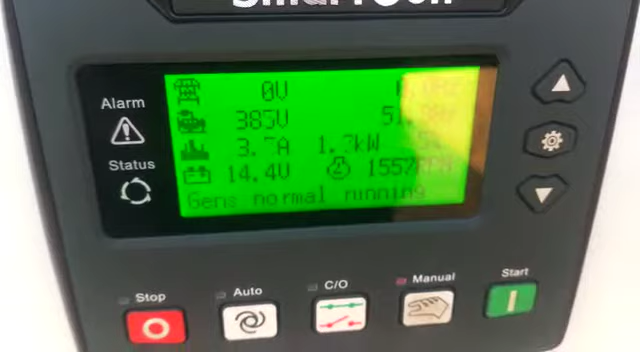 0V
385V
3.7A 1.7kW
14.4V 1557RPM
Gens normal running
Alarm
Status
Stop
Auto
C/O
Manual
Start